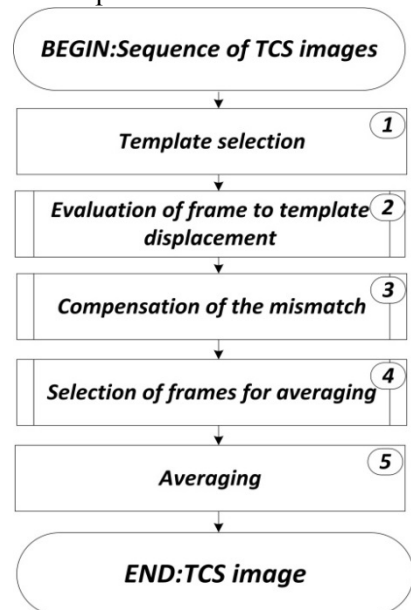 BEGIN:Sequence of TCS images
1
Template selection
2
Evaluation of frame to template
displacement
3
Compensation of the mismatch
4
Selection of frames for averaging
5
Averaging
END:TCS image